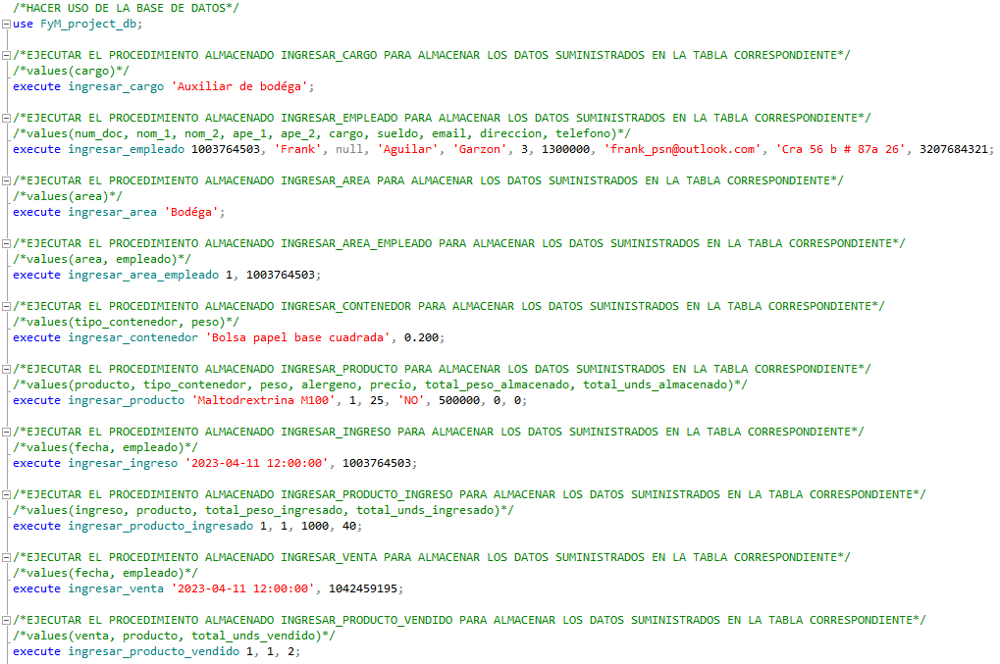 /*HACER USO DE LA BASE DE DATOS*/
use FyM_project_db;
/*EJECUTAR EL PROCEDIMIENTO ALMACENADO INGRESAR_CARGO PARA ALMACENAR LOS DATOS SUMINISTRADOS EN LA TABLA CORRESPONDIENTE*/
/*values(cargo)*/
execute ingresar_cargo 'Auxiliar de bodéga';
/*EJECUTAR EL PROCEDIMIENTO ALMACENADO INGRESAR_EMPLEADO PARA ALMACENAR LOS DATOS SUMINISTRADOS EN LA TABLA CORRESPONDIENTE*/
/*values(num_doc, nom_1, nom_2, ape_1, ape_2, cargo, sueldo, email, direccion, telefono)*/
execute ingresar_empleado 1003764503, 'Frank', null, 'Aguilar', 'Garzon', 3, 1300000, 'frank_psn@outlook.com', 'Cra 56 b # 87a 26', 3207684321;
/*EJECUTAR EL PROCEDIMIENTO ALMACENADO INGRESAR_AREA PARA ALMACENAR LOS DATOS SUMINISTRADOS EN LA TABLA CORRESPONDIENTE*/
/*values(area)*/
execute ingresar_area 'Bodéga';
/*EJECUTAR EL PROCEDIMIENTO ALMACENADO INGRESAR_AREA_EMPLEADO PARA ALMACENAR LOS DATOS SUMINISTRADOS EN LA TABLA CORRESPONDIENTE*/
/*values(area, empleado)*/
execute ingresar_area_empleado 1, 1003764503;
/*EJECUTAR EL PROCEDIMIENTO ALMACENADO INGRESAR_CONTENEDOR PARA ALMACENAR LOS DATOS SUMINISTRADOS EN LA TABLA CORRESPONDIENTE*/
/*values(tipo_contenedor, peso)*/
execute ingresar_contenedor 'Bolsa papel base cuadrada', 0.200;
/*EJECUTAR EL PROCEDIMIENTO ALMACENADO INGRESAR_PRODUCTO PARA ALMACENAR LOS DATOS SUMINISTRADOS EN LA TABLA CORRESPONDIENTE*/
/*values(producto, tipo_contenedor, peso, alergeno, precio, total_peso_almacenado, total_unds_almacenado)*/
execute ingresar_producto 'Maltodrextrina M100', 1, 25, 'NO', 500000, 0, 0;
/*EJECUTAR EL PROCEDIMIENTO ALMACENADO INGRESAR_INGRESO PARA ALMACENAR LOS DATOS SUMINISTRADOS EN LA TABLA CORRESPONDIENTE*/
/*values(fecha, empleado)*/
execute ingresar_ingreso '2023-04-11 12:00:00', 1003764503;
/*EJECUTAR EL PROCEDIMIENTO ALMACENADO INGRESAR_PRODUCTO_INGRESO PARA ALMACENAR LOS DATOS SUMINISTRADOS EN LA TABLA CORRESPONDIENTE*/
/*values(ingreso, producto, total_peso_ingresado, total_unds_ingresado)*/
execute ingresar_producto_ingresado 1, 1, 1000, 40;
/*EJECUTAR EL PROCEDIMIENTO ALMACENADO INGRESAR_VENTA PARA ALMACENAR LOS DATOS SUMINISTRADOS EN LA TABLA CORRESPONDIENTE*/
/*values(fecha, empleado)*/
execute ingresar_venta '2023-04-11 12:00:00', 1042459195;
/*EJECUTAR EL PROCEDIMIENTO ALMACENADO INGRESAR_PRODUCTO_VENDIDO PARA ALMACENAR LOS DATOS SUMINISTRADOS EN LA TABLA CORRESPONDIENTE*/
/*values(venta, producto, total_unds_vendido)*/
execute ingresar_producto_vendido 1, 1, 2;